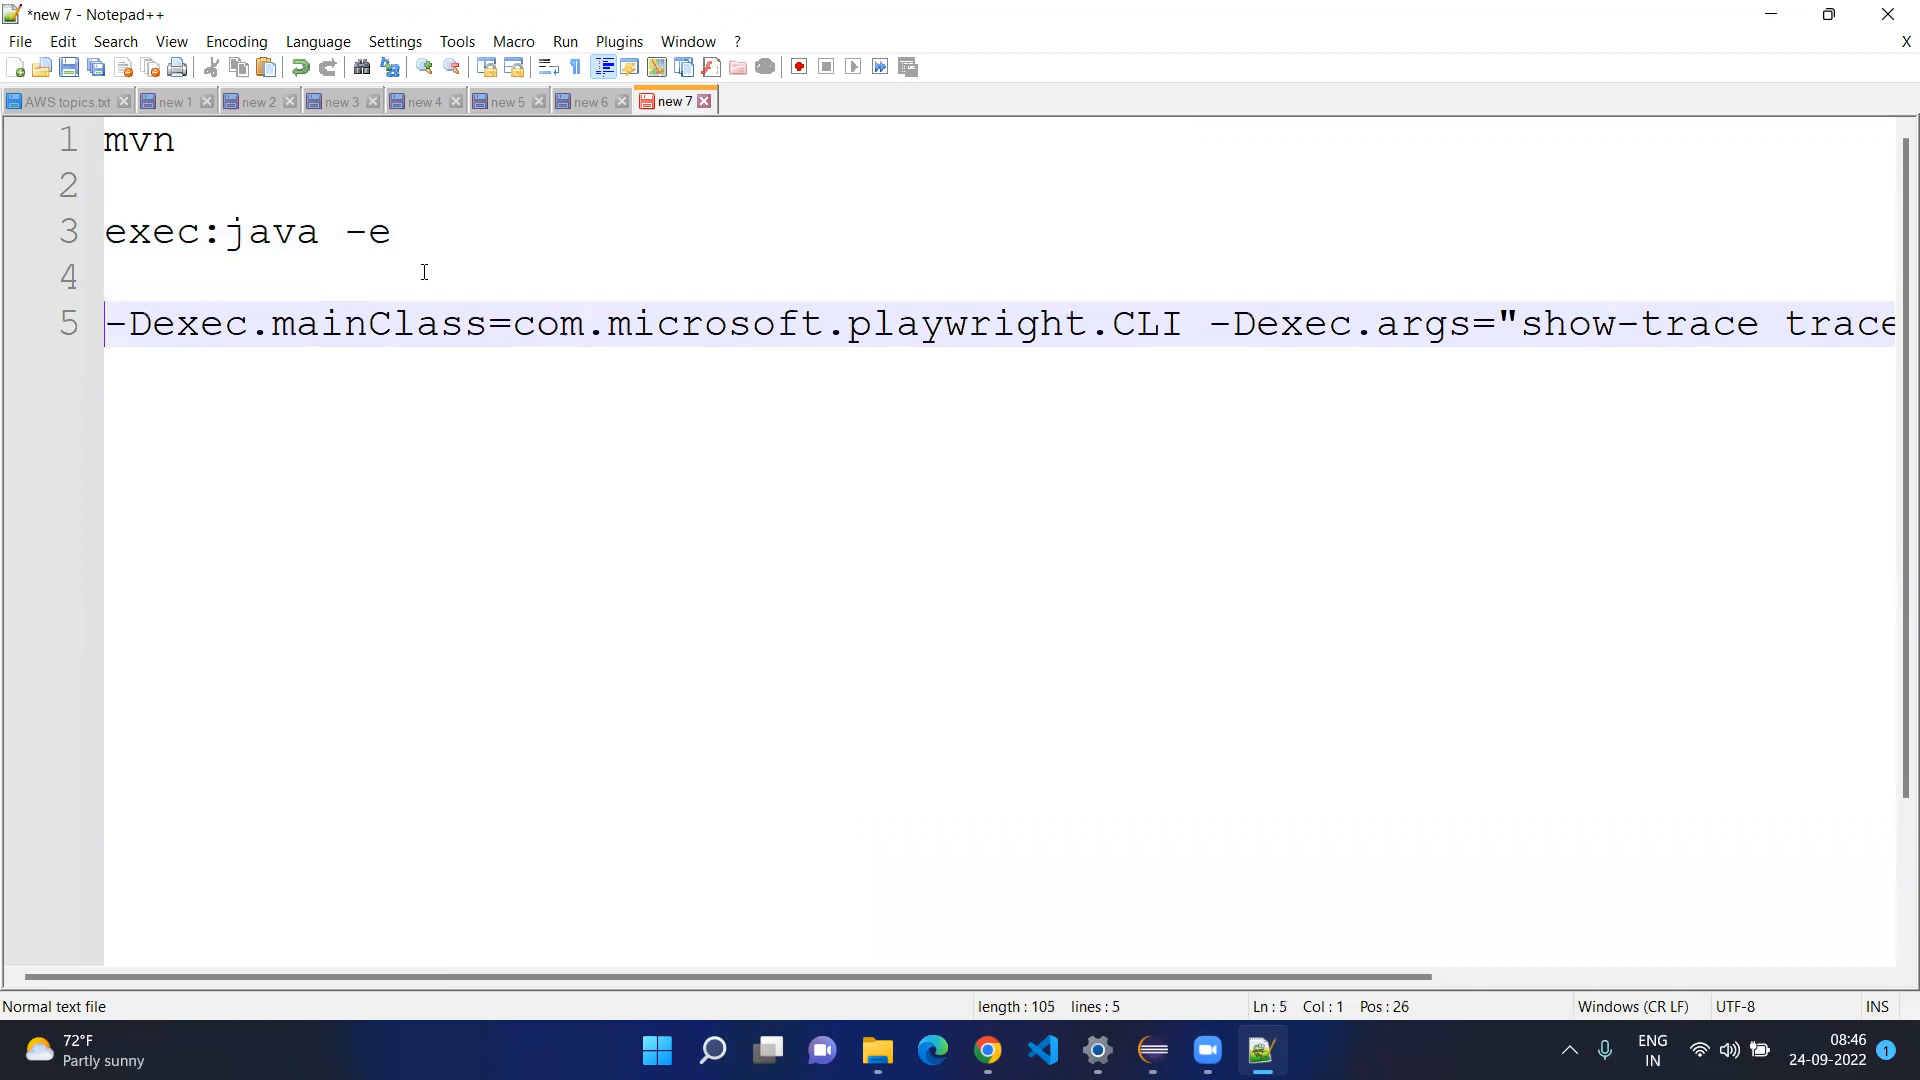 *new 7 - Notepad++
File Edit Search View Encoding Language Settings Tools Macro Run Plugins Window ? X
AWS topics.txt new 1 new 2 new 3 new 4 new 5 new 6 new 7
1 mvn
2
3 exec:java -e
4
5 -Dexec.mainClass=com.microsoft.playwright.CLI -Dexec.args="show-trace trace
Normal text file length : 105 lines : 5 Ln : 5 Col : 1 Pos : 26 Windows (CR LF) UTF-8 INS
72°F
Partly sunny
ENG
IN
08:46
24-09-2022
1